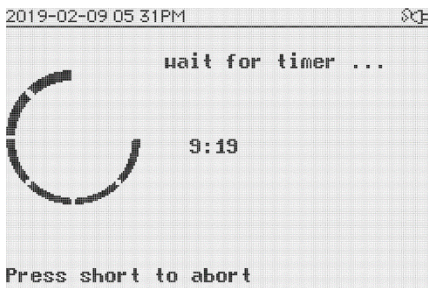 2019-02-09 05 31PM
wait for timer ...
9:19
Press short to abort